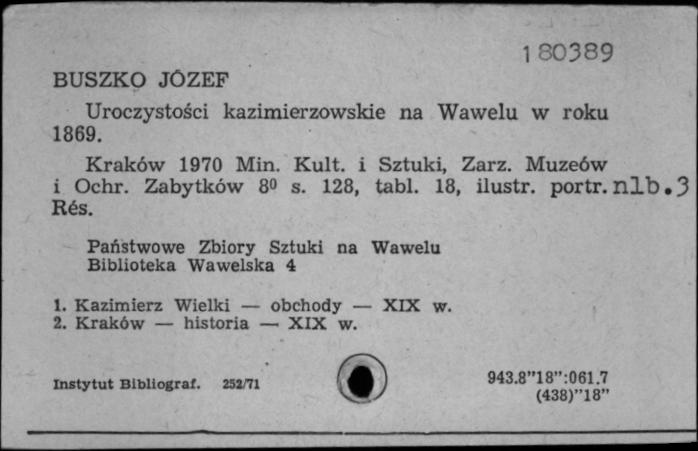 180389
BUSZKO JÓZEF
Uroczystości kazimierzowskie na Wawelu w roku
1869.
Kraków 1970 Min. Kult. i Sztuki, Zarz. Muzeów
i Ochr. Zabytków 8⁰ s. 128, tabl. 18, ilustr. portr. nlb.3
Rés.
Państwowe Zbiory Sztuki na Wawelu
Biblioteka Wawelska 4
1. Kazimierz Wielki — obchody — XIX w.
2. Kraków — historia — XIX w.
Instytut Bibliograf. 252/71
943.8”18”:061.7
(438)”18”